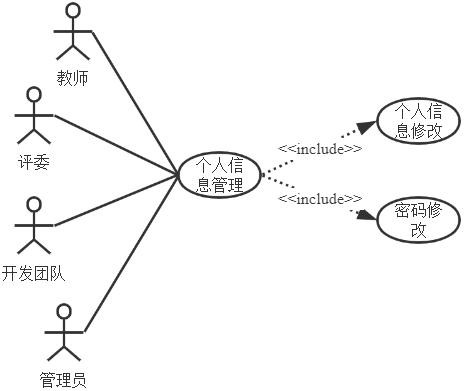 教师
评委
开发团队
管理员
个人信
息管理
<<include>>
<<include>>
个人信
息修改
密码修
改